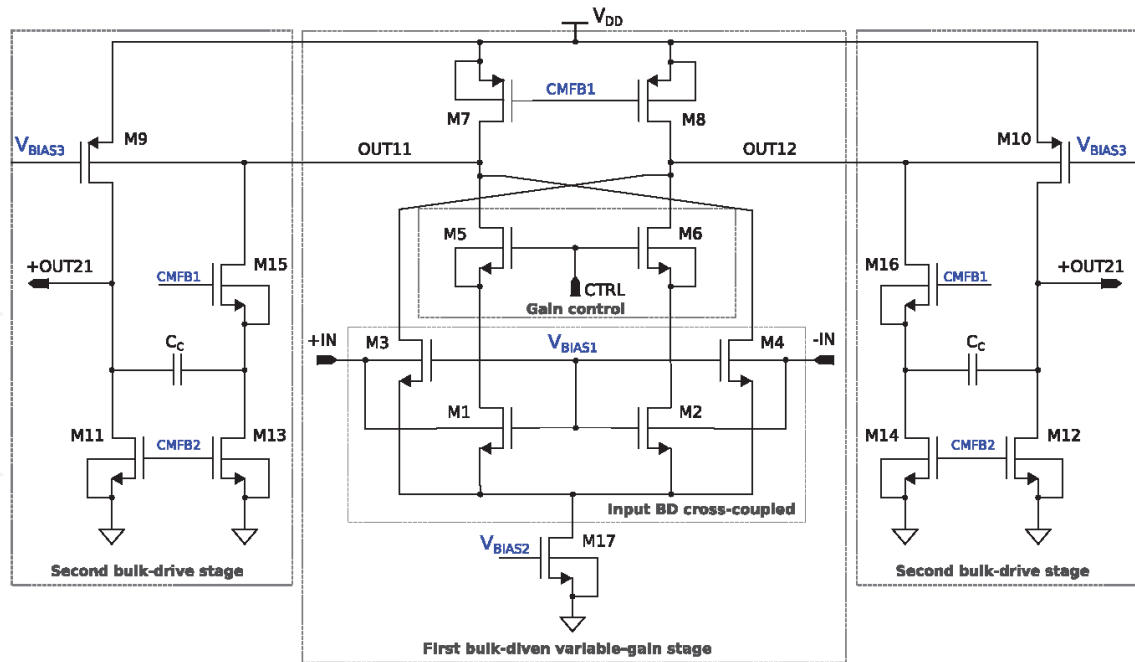 V_DD
CMFB1
M7
M8
M9
M10
V_BIAS3
OUT11
OUT12
V_BIAS3
M5
M6
+OUT21
M15
CMFB1
CTRL
Gain control
M16
CMFB1
+OUT21
+IN
M3
V_BIAS1
M4
-IN
C_C
C_C
M1
M2
M11
CMFB2
M13
M14
CMFB2
M12
Input BD cross-coupled
V_BIAS2
M17
Second bulk-drive stage
Second bulk-drive stage
First bulk-diven variable-gain stage